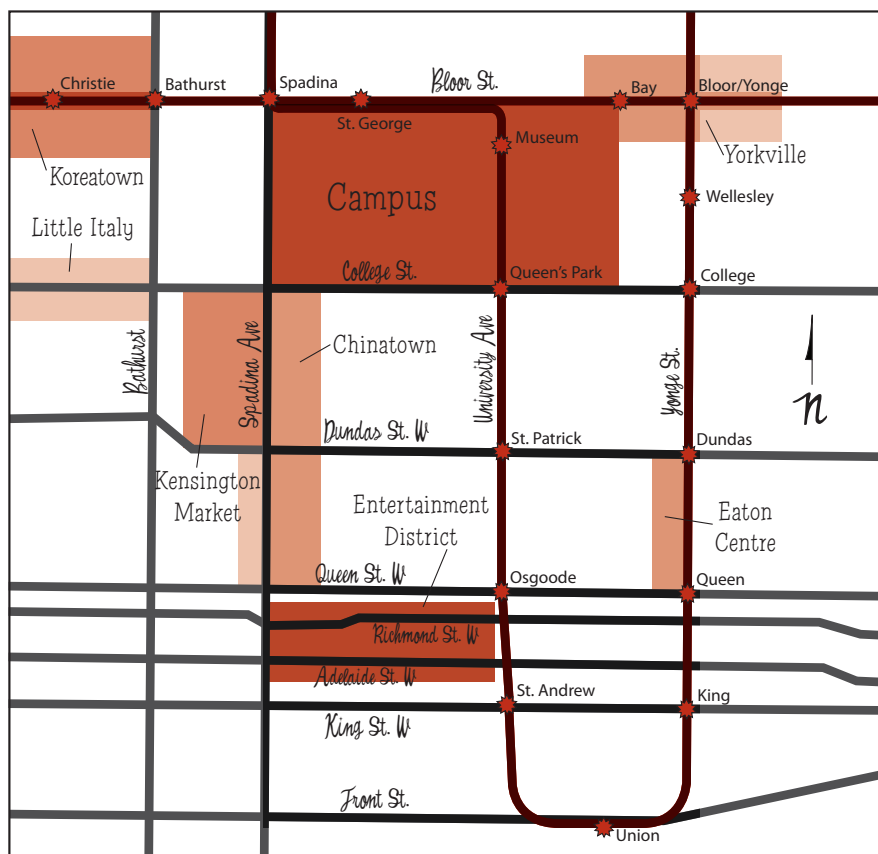 Bloor St.
Christie
Bathurst
Spadina
Bay
Bloor/Yonge
St. George
Museum
Yorkville
Koreatown
Campus
Wellesley
Little Italy
College St.
Queen's Park
College
Bathurst
Spadina Ave
Chinatown
University Ave
Yonge St.
n
Dundas St. W
St. Patrick
Dundas
Kensington
Market
Entertainment
District
Eaton
Centre
Queen St. W
Osgoode
Queen
Richmond St. W
Adelaide St. W
St. Andrew
King
King St. W
Front St.
Union